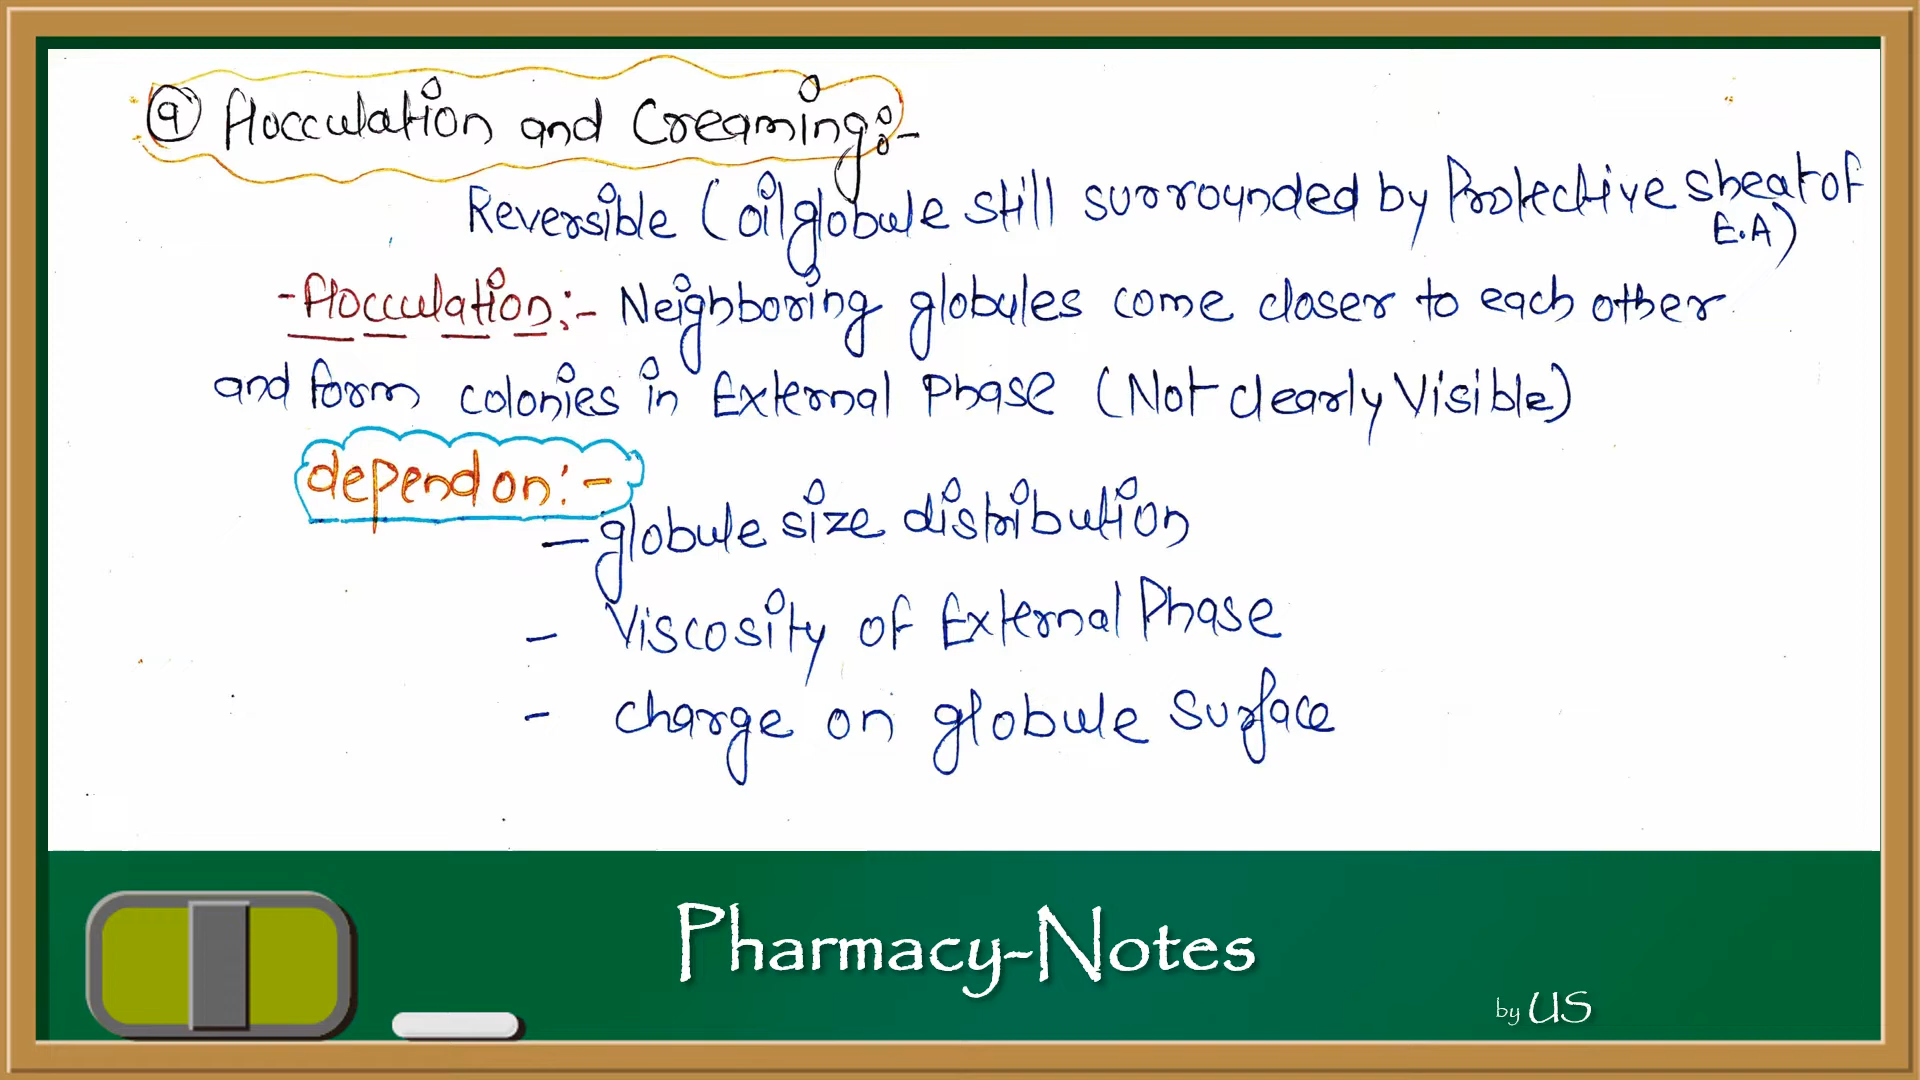 (a) Flocculation and Creaming:-
Reversible (oil globule still surrounded by Protective sheat of
E.A)
- Flocculation:- Neighboring globules come closer to each other
and form colonies in External Phase (Not clearly Visible)
depend on:-
- globule size distribution
- Viscosity of External Phase
- charge on globule surface
Pharmacy-Notes
by US